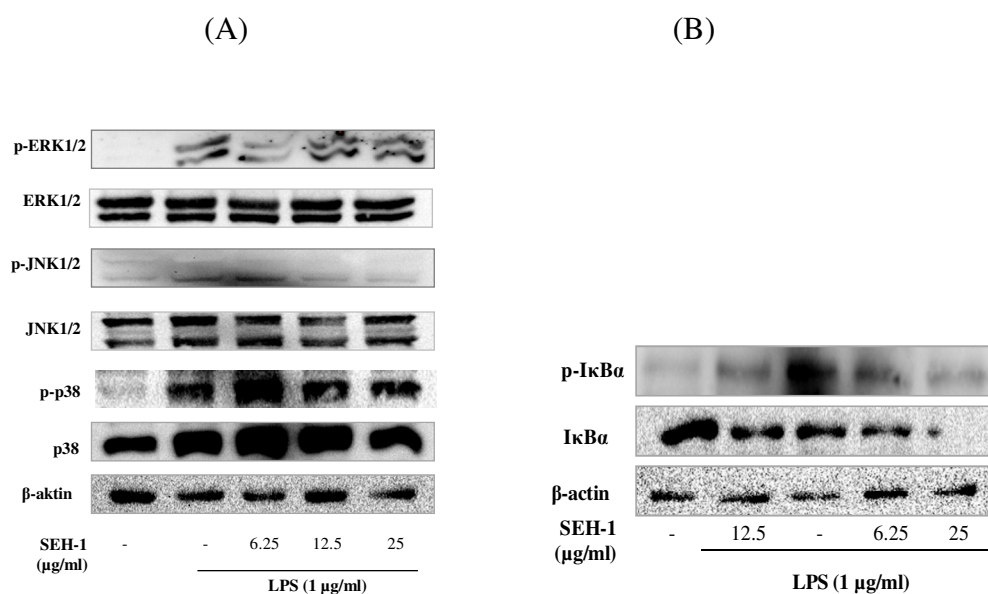 (A)
(B)
p-ERK1/2
ERK1/2
p-JNK1/2
JNK1/2
p-p38
p38
β-aktin
SEH-1
(µg/ml)
- - 6.25 12.5 25
LPS (1 µg/ml)
p-IκBα
IκBα
β-actin
SEH-1
(µg/ml)
- 12.5 - 6.25 25
LPS (1 µg/ml)